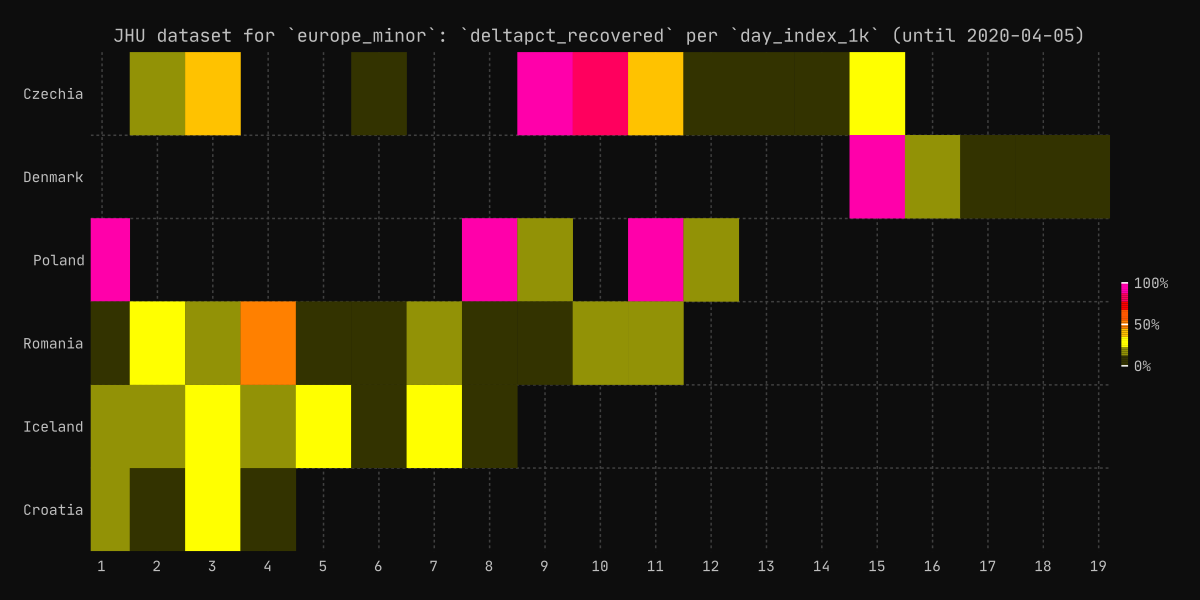 JHU dataset for `europe_minor`: `deltapct_recovered` per `day_index_1k` (until 2020-04-05)
Czechia
Denmark
Poland
Romania
Iceland
Croatia
100%
50%
0%
1 2 3 4 5 6 7 8 9 10 11 12 13 14 15 16 17 18 19